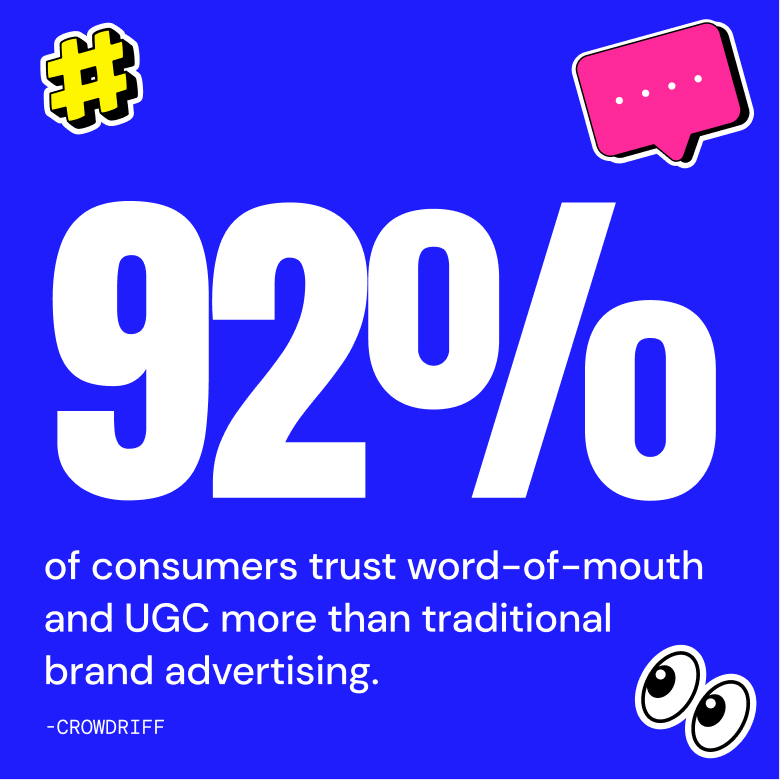 #
92%
of consumers trust word-of-mouth
and UGC more than traditional
brand advertising.
-CROWDRIFF